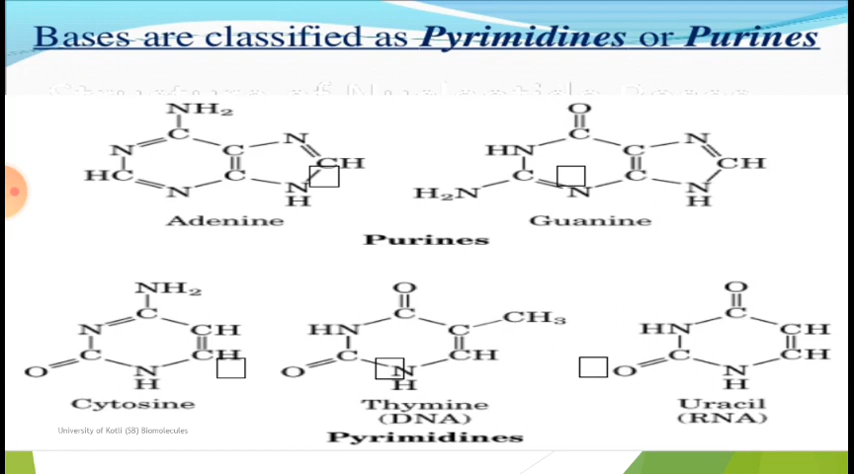 Bases are classified as Pyrimidines or Purines
NH₂
C
N
C
N
CH
HC
C
N
N
H
Adenine
O
C
HN
C
N
CH
C
C
H₂N
N
N
H
Guanine
Purines
NH₂
C
N
CH
C
CH
O
N
H
Cytosine
O
C
CH₃
HN
C
C
CH
O
N
H
Thymine
(DNA)
O
C
HN
CH
C
CH
O
N
H
Uracil
(RNA)
Pyrimidines
University of Kotli (SB) Biomolecules